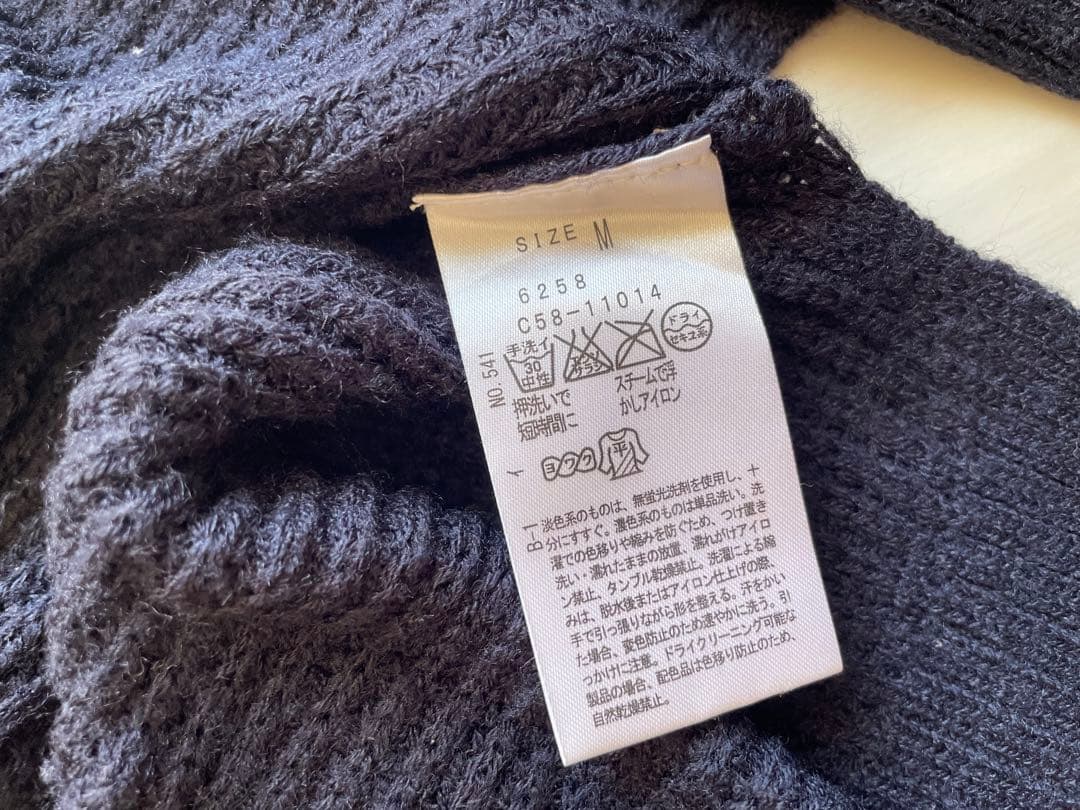 SIZE M
6258
C58-11014
NO.541
手洗イ
30
中性
エンソ
サラシ
ドライ
セキユ系
押洗いで
短時間に
スチームで浮
かしアイロン
イ
ヨワク
平
B-1
淡色系のものは、無蛍光洗剤を使用し、十
分にすすぐ。濃色系のものは単品洗い。洗
濯での色移りや縮みを防ぐため、つけ置き
洗い・濡れたままの放置、濡れがけアイロ
ン禁止、タンブル乾燥禁止。洗濯による縮
みは、脱水後またはアイロン仕上げの際、
手で引っ張りながら形を整える。汗をかい
た場合、変色防止のため速やかに洗う。引
っかけに注意。ドライクリーニング可能な
製品の場合、配色品は色移り防止のため、
自然乾燥禁止。